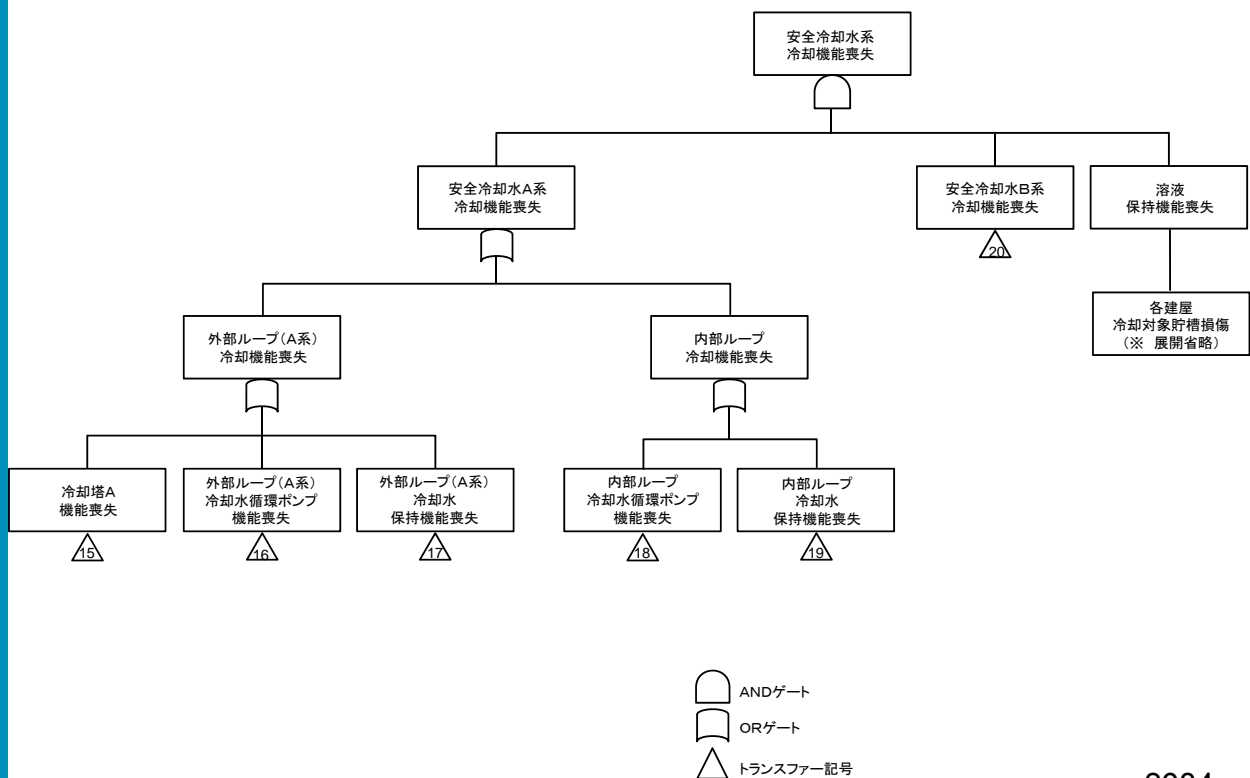 安全冷却水系
冷却機能喪失
安全冷却水A系
冷却機能喪失
安全冷却水B系
冷却機能喪失
溶液
保持機能喪失
20
外部ループ(A系)
冷却機能喪失
内部ループ
冷却機能喪失
各建屋
冷却対象貯槽損傷
(※ 展開省略)
冷却塔A
機能喪失
外部ループ(A系)
冷却水循環ポンプ
機能喪失
外部ループ(A系)
冷却水
保持機能喪失
内部ループ
冷却水循環ポンプ
機能喪失
内部ループ
冷却水
保持機能喪失
15
16
17
18
19
ANDゲート
ORゲート
トランスファー記号